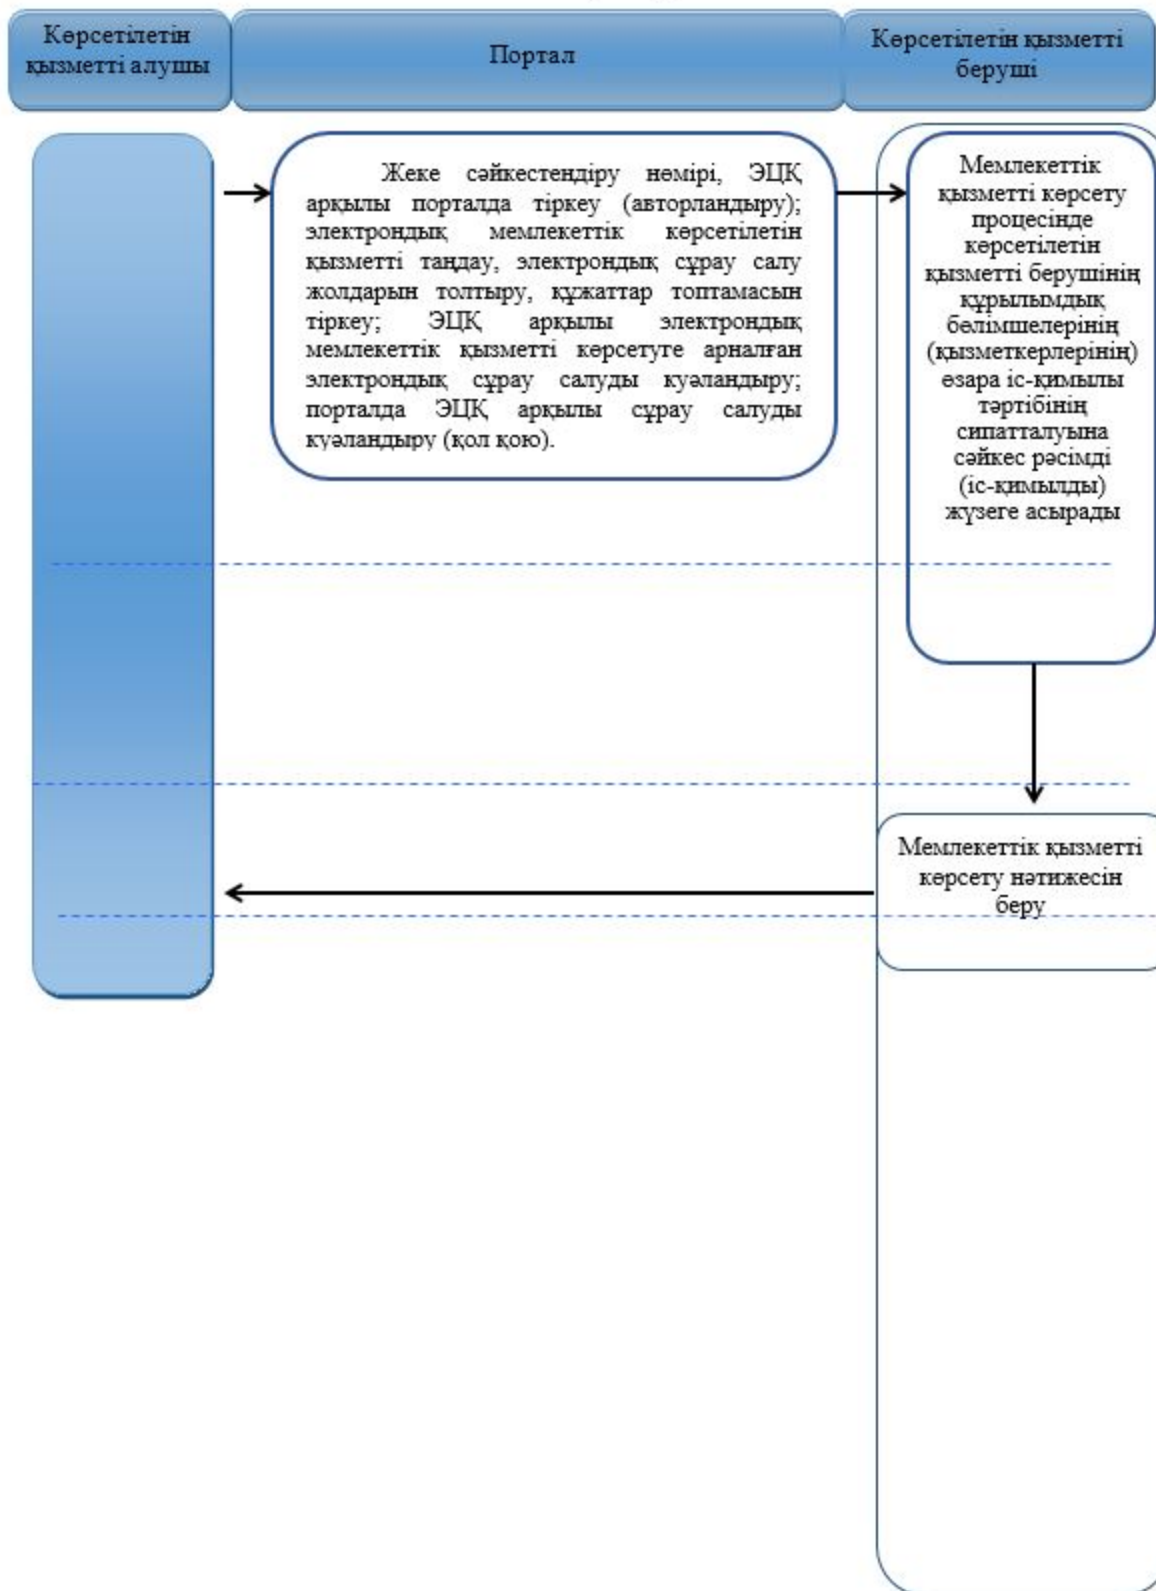 Көрсетілетін
қызметті алушы
Портал
Көрсетілетін қызметті
беруші
Жеке сәйкестендіру нөмірі, ЭЦҚ
арқылы порталда тіркеу (авторландыру);
электрондық мемлекеттік көрсетілетін
қызметті таңдау, электрондық сұрау салу
жолдарын толтыру, құжаттар топтамасын
тіркеу; ЭЦҚ арқылы электрондық
мемлекеттік қызметті көрсетуге арналған
электрондық сұрау салуды куәландыру;
порталда ЭЦҚ арқылы сұрау салуды
куәландыру (қол қою).
Мемлекеттік
қызметті көрсету
процесінде
көрсетілетін
қызметті берушінің
құрылымдық
бөлімшелерінің
(қызметкерлерінің)
өзара іс-қимылы
тәртібінің
сипатталуына
сәйкес рәсімді
(іс-қимылды)
жүзеге асырады
Мемлекеттік қызметті
көрсету нәтижесін
беру